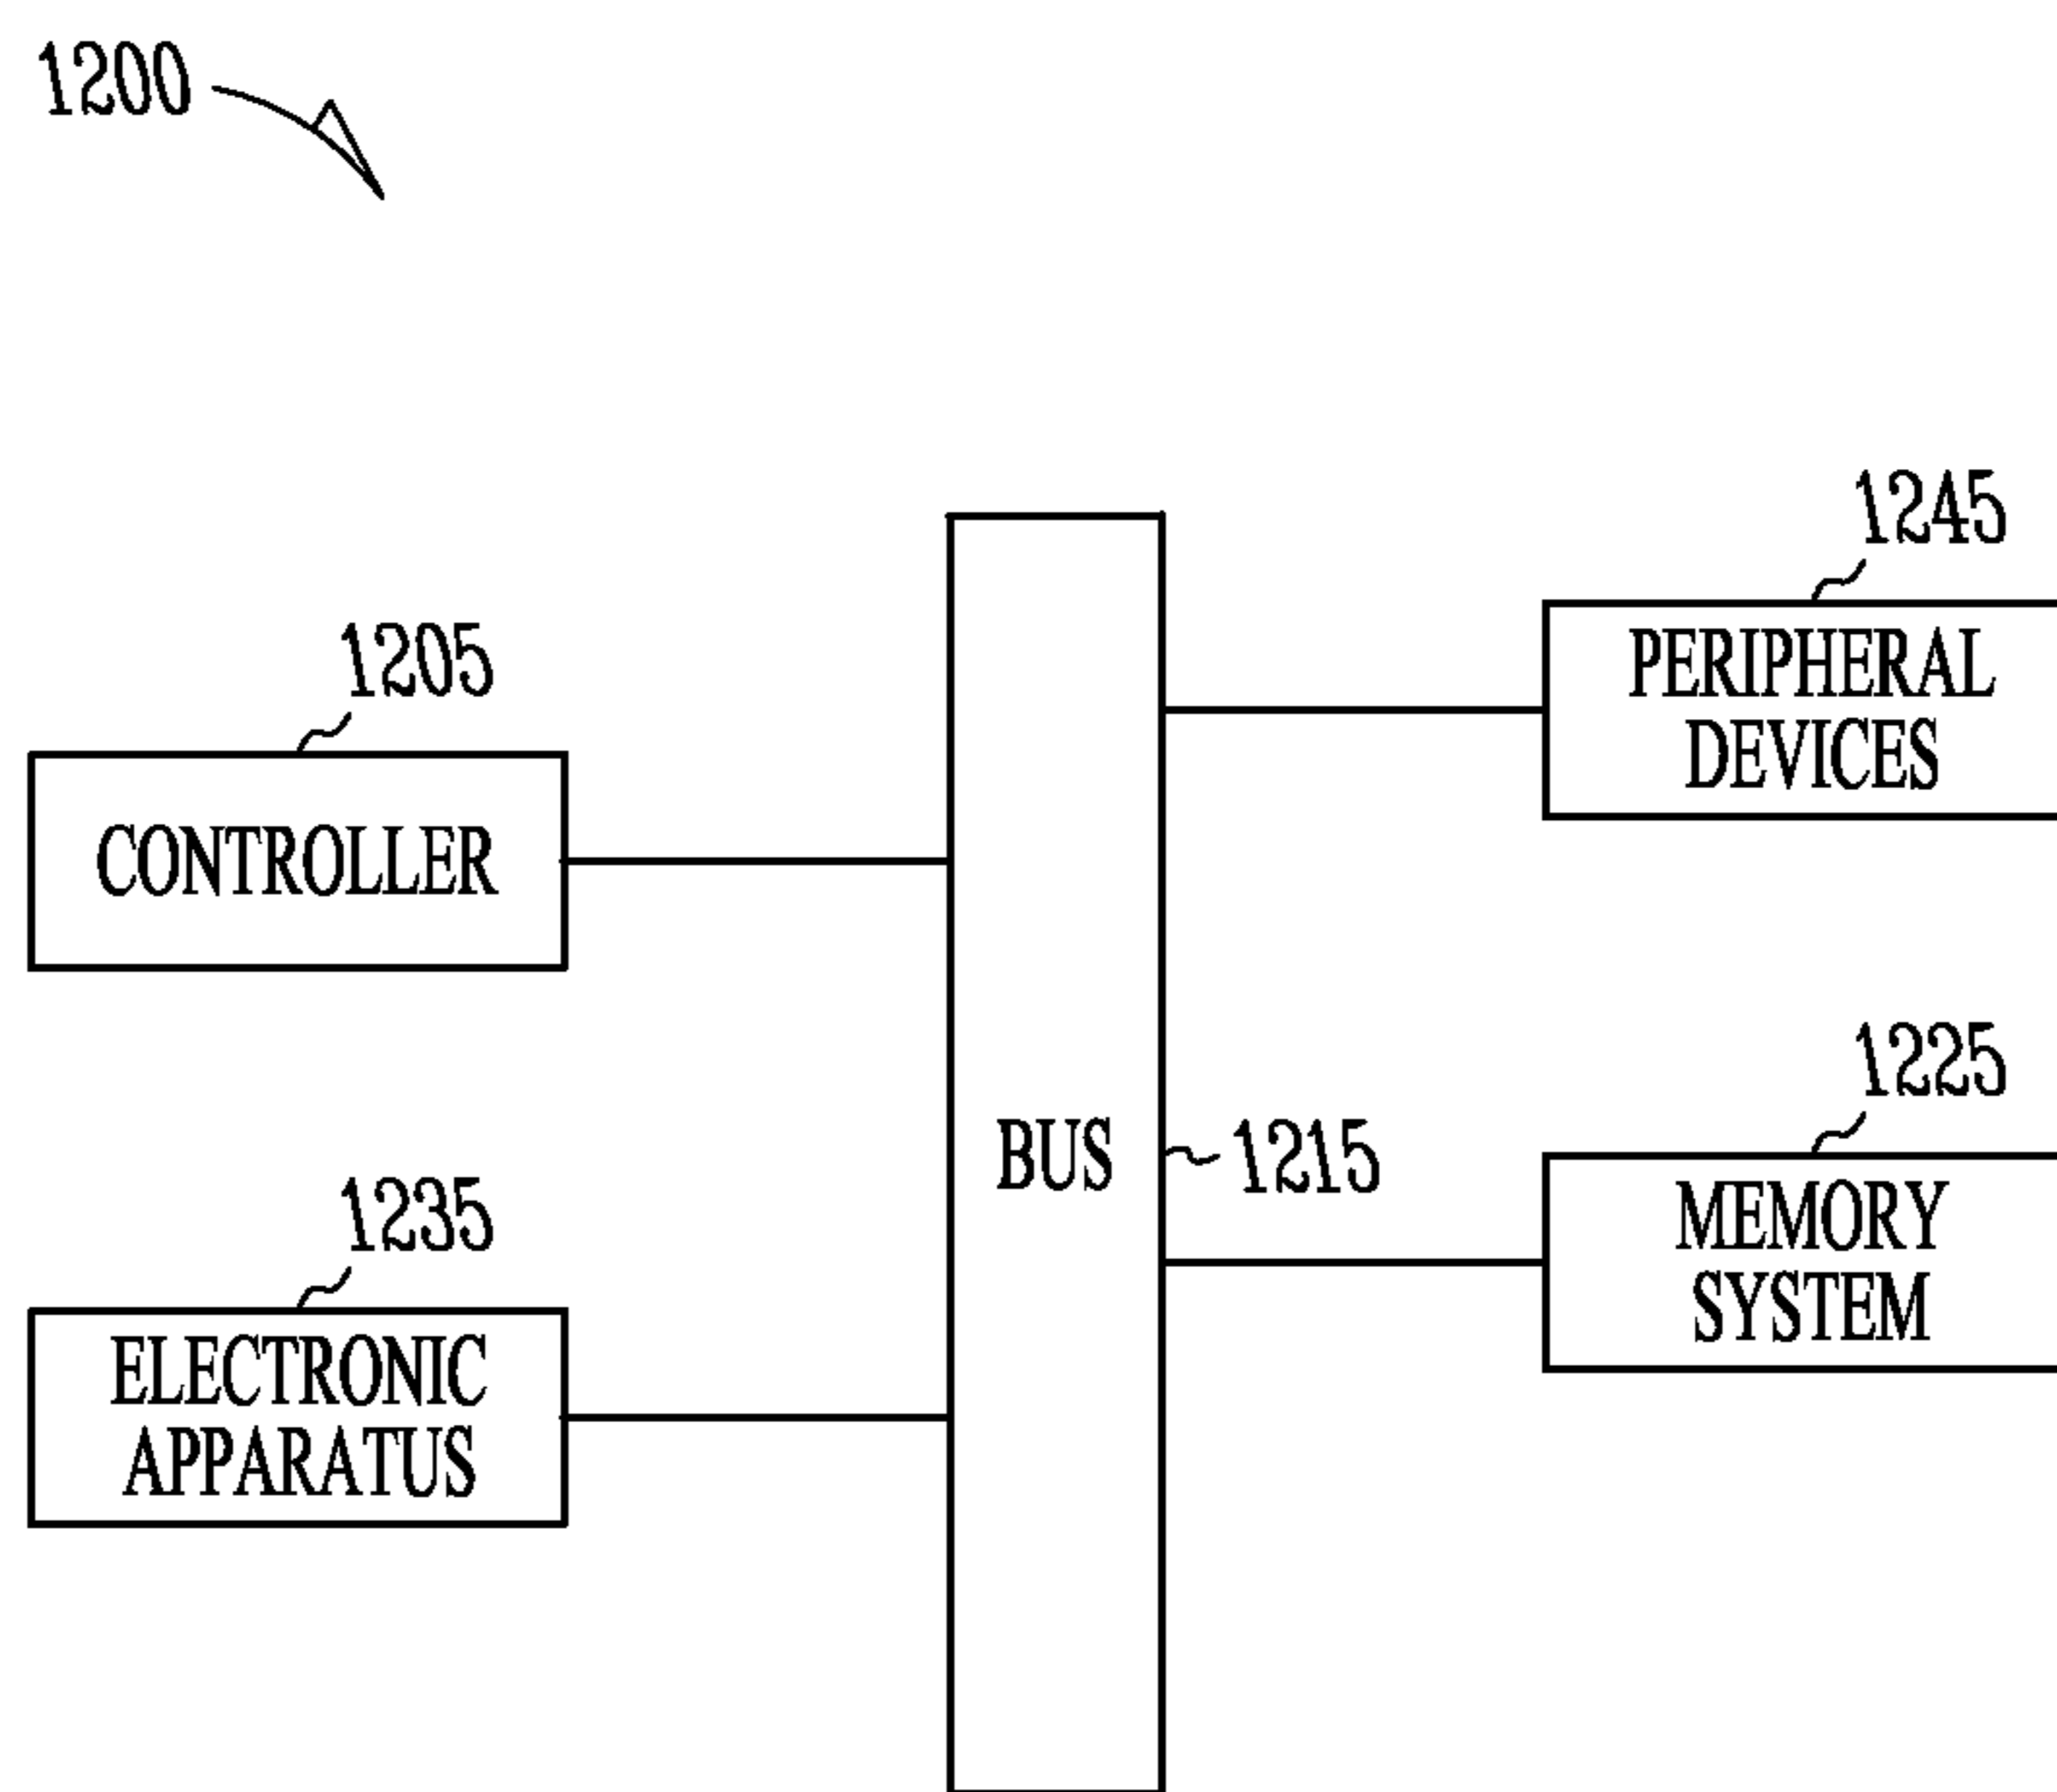 1200
1245
PERIPHERAL
DEVICES
1205
CONTROLLER
1225
MEMORY
SYSTEM
BUS
1215
1235
ELECTRONIC
APPARATUS